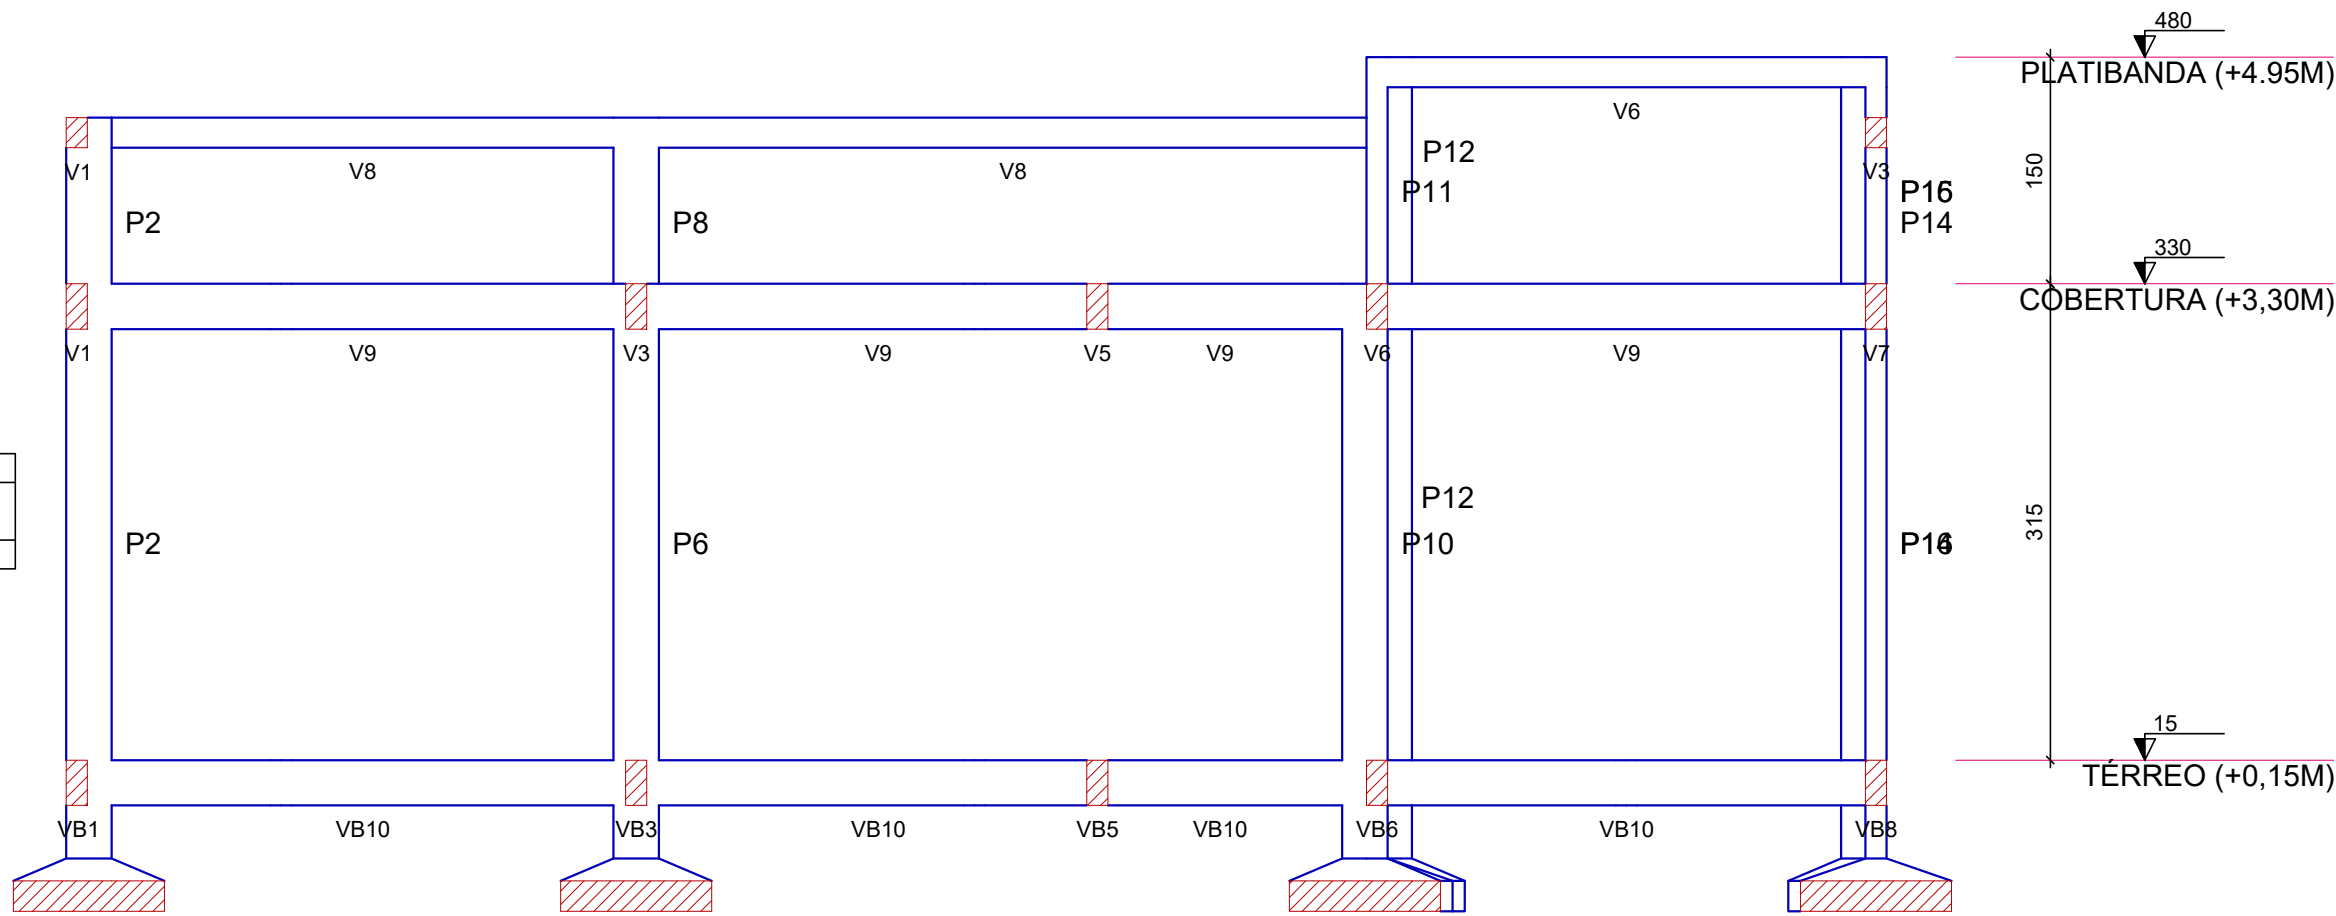 480
PLATIBANDA (+4.95M)
V6
P12
V1
V8
V8
P11
V3
150
P16
P2
P8
P14
330
COBERTURA (+3,30M)
V1
V9
V3
V9
V5
V9
V6
V9
V7
P12
315
P2
P6
P10
15
TÉRREO (+0,15M)
VB1
VB10
VB3
VB10
VB5
VB10
VB6
VB10
VB8